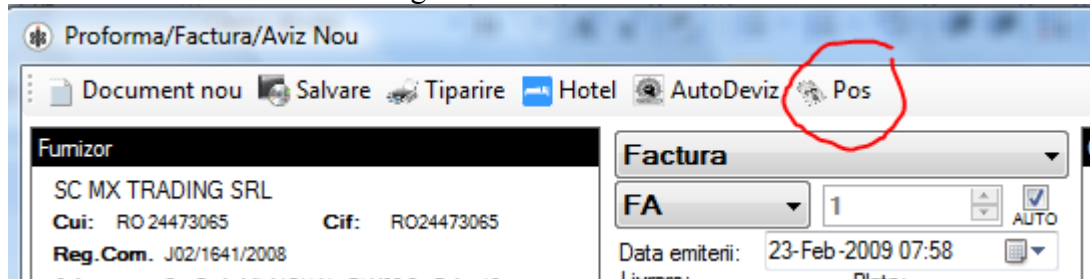 Proforma/Factura/Aviz Nou
Document nou Salvare Tiparire Hotel AutoDeviz Pos
Furnizor
Factura
SC MX TRADING SRL
FA 1 AUTO
Cui: RO 24473065 Cif: RO24473065
Reg.Com. J02/1641/2008
Data emiterii: 23-Feb-2009 07:58